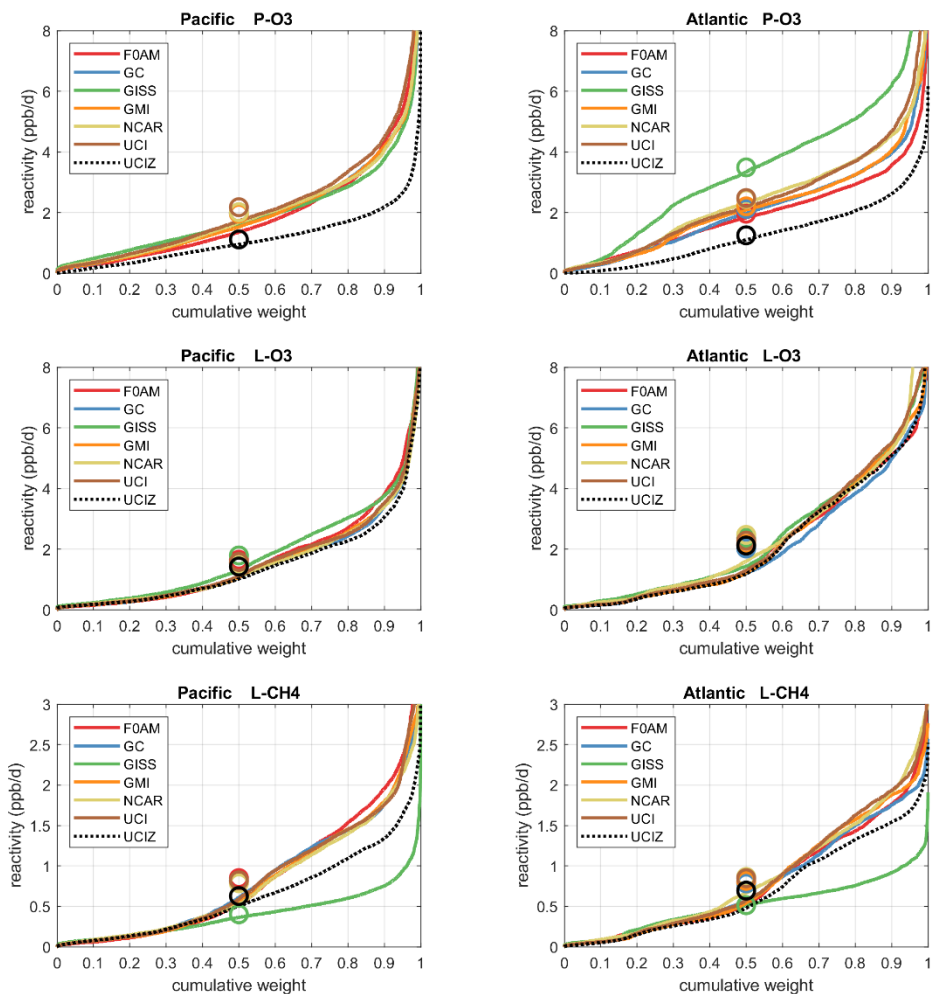 Pacific P-O3
8
6
4
2
0
reactivity (ppb/d)
F0AM
GC
GISS
GMI
NCAR
UCI
UCIZ
0 0.1 0.2 0.3 0.4 0.5 0.6 0.7 0.8 0.9 1
cumulative weight
Atlantic P-O3
8
6
4
2
0
reactivity (ppb/d)
F0AM
GC
GISS
GMI
NCAR
UCI
UCIZ
0 0.1 0.2 0.3 0.4 0.5 0.6 0.7 0.8 0.9 1
cumulative weight
Pacific L-O3
8
6
4
2
0
reactivity (ppb/d)
F0AM
GC
GISS
GMI
NCAR
UCI
UCIZ
0 0.1 0.2 0.3 0.4 0.5 0.6 0.7 0.8 0.9 1
cumulative weight
Atlantic L-O3
8
6
4
2
0
reactivity (ppb/d)
F0AM
GC
GISS
GMI
NCAR
UCI
UCIZ
0 0.1 0.2 0.3 0.4 0.5 0.6 0.7 0.8 0.9 1
cumulative weight
Pacific L-CH4
3
2.5
2
1.5
1
0.5
0
reactivity (ppb/d)
F0AM
GC
GISS
GMI
NCAR
UCI
UCIZ
0 0.1 0.2 0.3 0.4 0.5 0.6 0.7 0.8 0.9 1
cumulative weight
Atlantic L-CH4
3
2.5
2
1.5
1
0.5
0
reactivity (ppb/d)
F0AM
GC
GISS
GMI
NCAR
UCI
UCIZ
0 0.1 0.2 0.3 0.4 0.5 0.6 0.7 0.8 0.9 1
cumulative weight